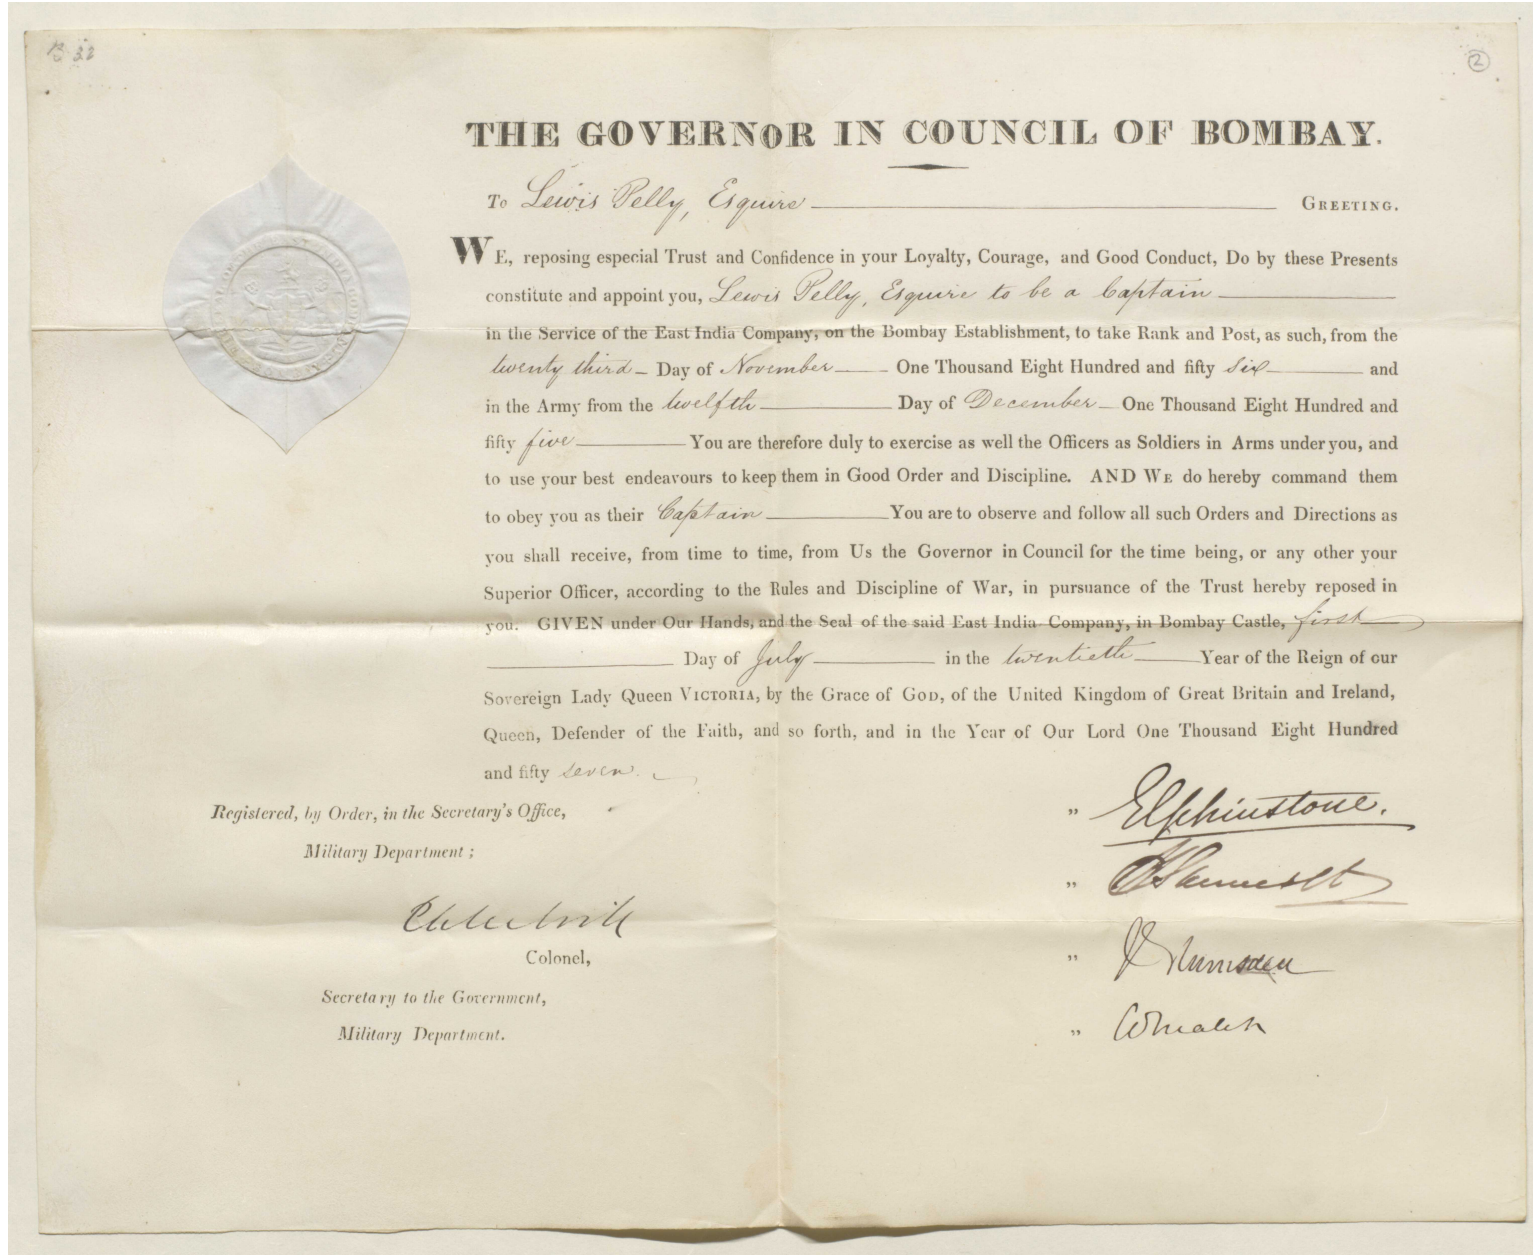 B 32
2
THE GOVERNOR IN COUNCIL OF BOMBAY.
To Lewis Pelly, Esquire GREETING.
WE, reposing especial Trust and Confidence in your Loyalty, Courage, and Good Conduct, Do by these Presents
constitute and appoint you, Lewis Pelly, Esquire to be a Captain
in the Service of the East India Company, on the Bombay Establishment, to take Rank and Post, as such, from the
twenty third Day of November One Thousand Eight Hundred and fifty six and
in the Army from the twelfth Day of December One Thousand Eight Hundred and
fifty five You are therefore duly to exercise as well the Officers as Soldiers in Arms under you, and
to use your best endeavours to keep them in Good Order and Discipline. AND WE do hereby command them
to obey you as their Captain You are to observe and follow all such Orders and Directions as
you shall receive, from time to time, from Us the Governor in Council for the time being, or any other your
Superior Officer, according to the Rules and Discipline of War, in pursuance of the Trust hereby reposed in
you. GIVEN under Our Hands, and the Seal of the said East India Company, in Bombay Castle, first
Day of July in the twentieth Year of the Reign of our
Sovereign Lady Queen VICTORIA, by the Grace of GOD, of the United Kingdom of Great Britain and Ireland,
Queen, Defender of the Faith, and so forth, and in the Year of Our Lord One Thousand Eight Hundred
and fifty seven.
Registered, by Order, in the Secretary's Office,
Military Department;
Colonel,
Secretary to the Government,
Military Department.
„ Elphinstone.
„
„ Lumsden
„ Malet